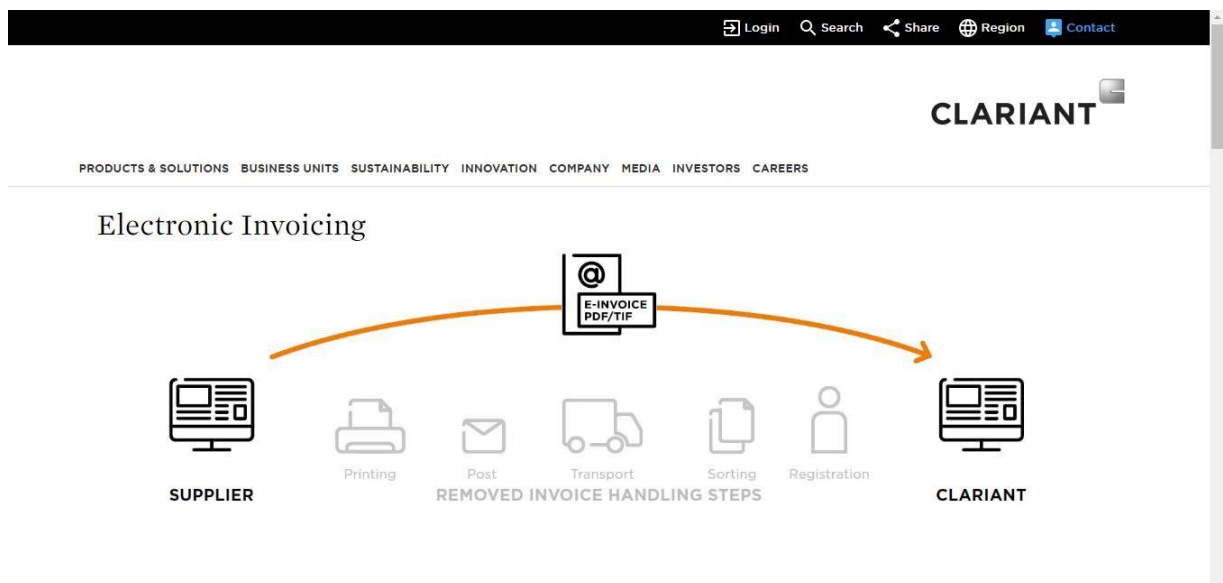 Login Search Share Region Contact
CLARIANT
PRODUCTS & SOLUTIONS BUSINESS UNITS SUSTAINABILITY INNOVATION COMPANY MEDIA INVESTORS CAREERS
Electronic Invoicing
@
E-INVOICE
PDF/TIF
Printing Post Transport Sorting Registration
SUPPLIER REMOVED INVOICE HANDLING STEPS CLARIANT